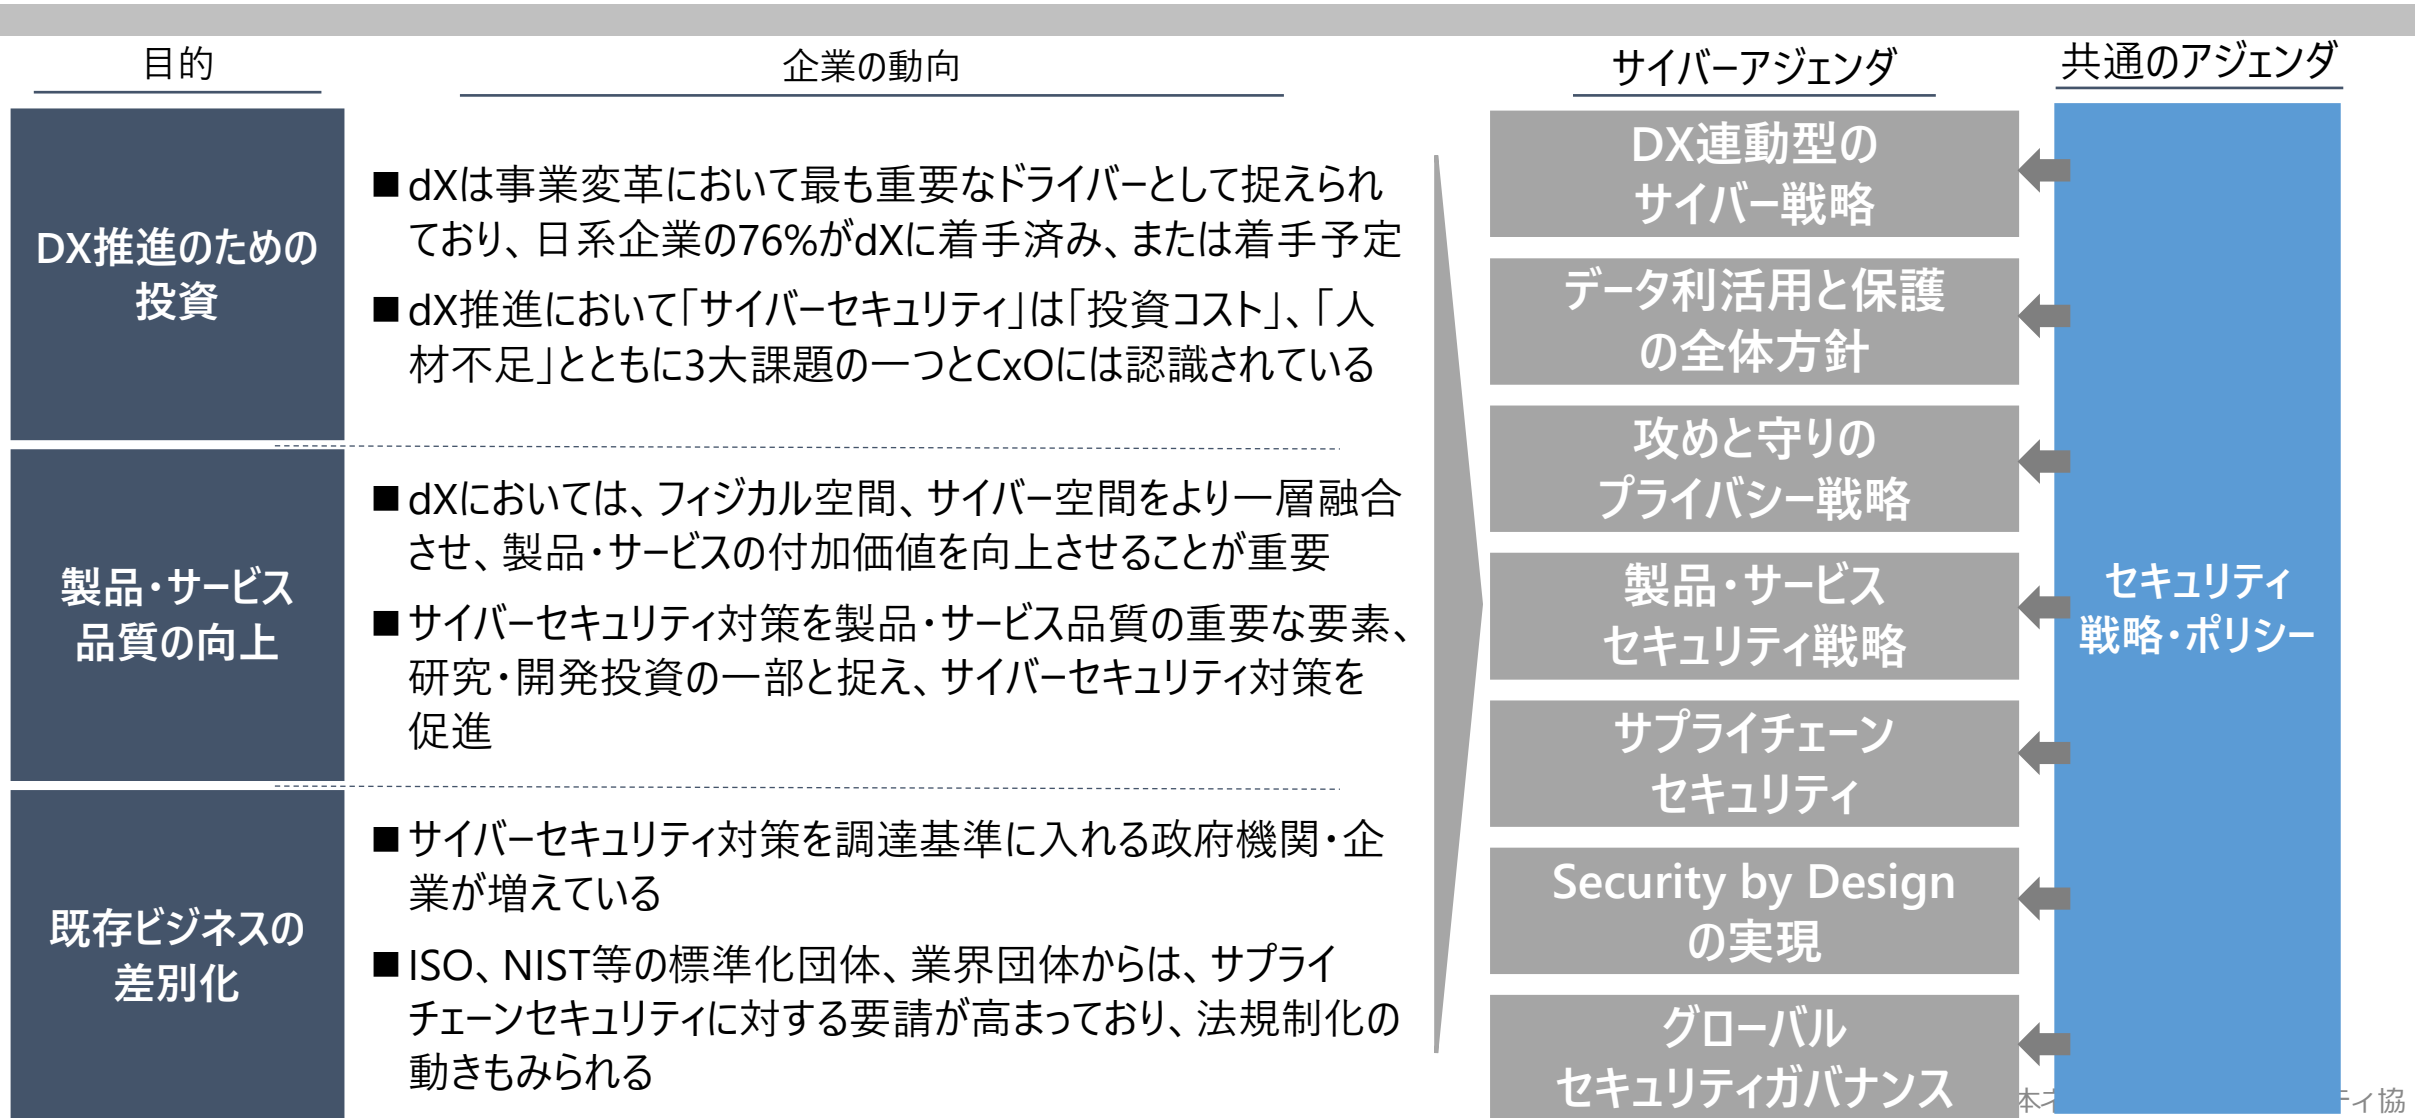 目的
企業の動向
サイバーアジェンダ
共通のアジェンダ
DX推進のための
投資
■dXは事業変革において最も重要なドライバーとして捉えられ
ており、日系企業の76%がdXに着手済み、または着手予定
■dX推進において「サイバーセキュリティ」は「投資コスト」、「人
材不足」とともに3大課題の一つとCxOには認識されている
製品・サービス
品質の向上
■dXにおいては、フィジカル空間、サイバー空間をより一層融合
させ、製品・サービスの付加価値を向上させることが重要
■サイバーセキュリティ対策を製品・サービス品質の重要な要素、
研究・開発投資の一部と捉え、サイバーセキュリティ対策を
促進
既存ビジネスの
差別化
■サイバーセキュリティ対策を調達基準に入れる政府機関・企
業が増えている
■ISO、NIST等の標準化団体、業界団体からは、サプライ
チェーンセキュリティに対する要請が高まっており、法規制化の
動きもみられる
DX連動型の
サイバー戦略
データ利活用と保護
の全体方針
攻めと守りの
プライバシー戦略
製品・サービス
セキュリティ戦略
サプライチェーン
セキュリティ
Security by Design
の実現
グローバル
セキュリティガバナンス
セキュリティ
戦略・ポリシー